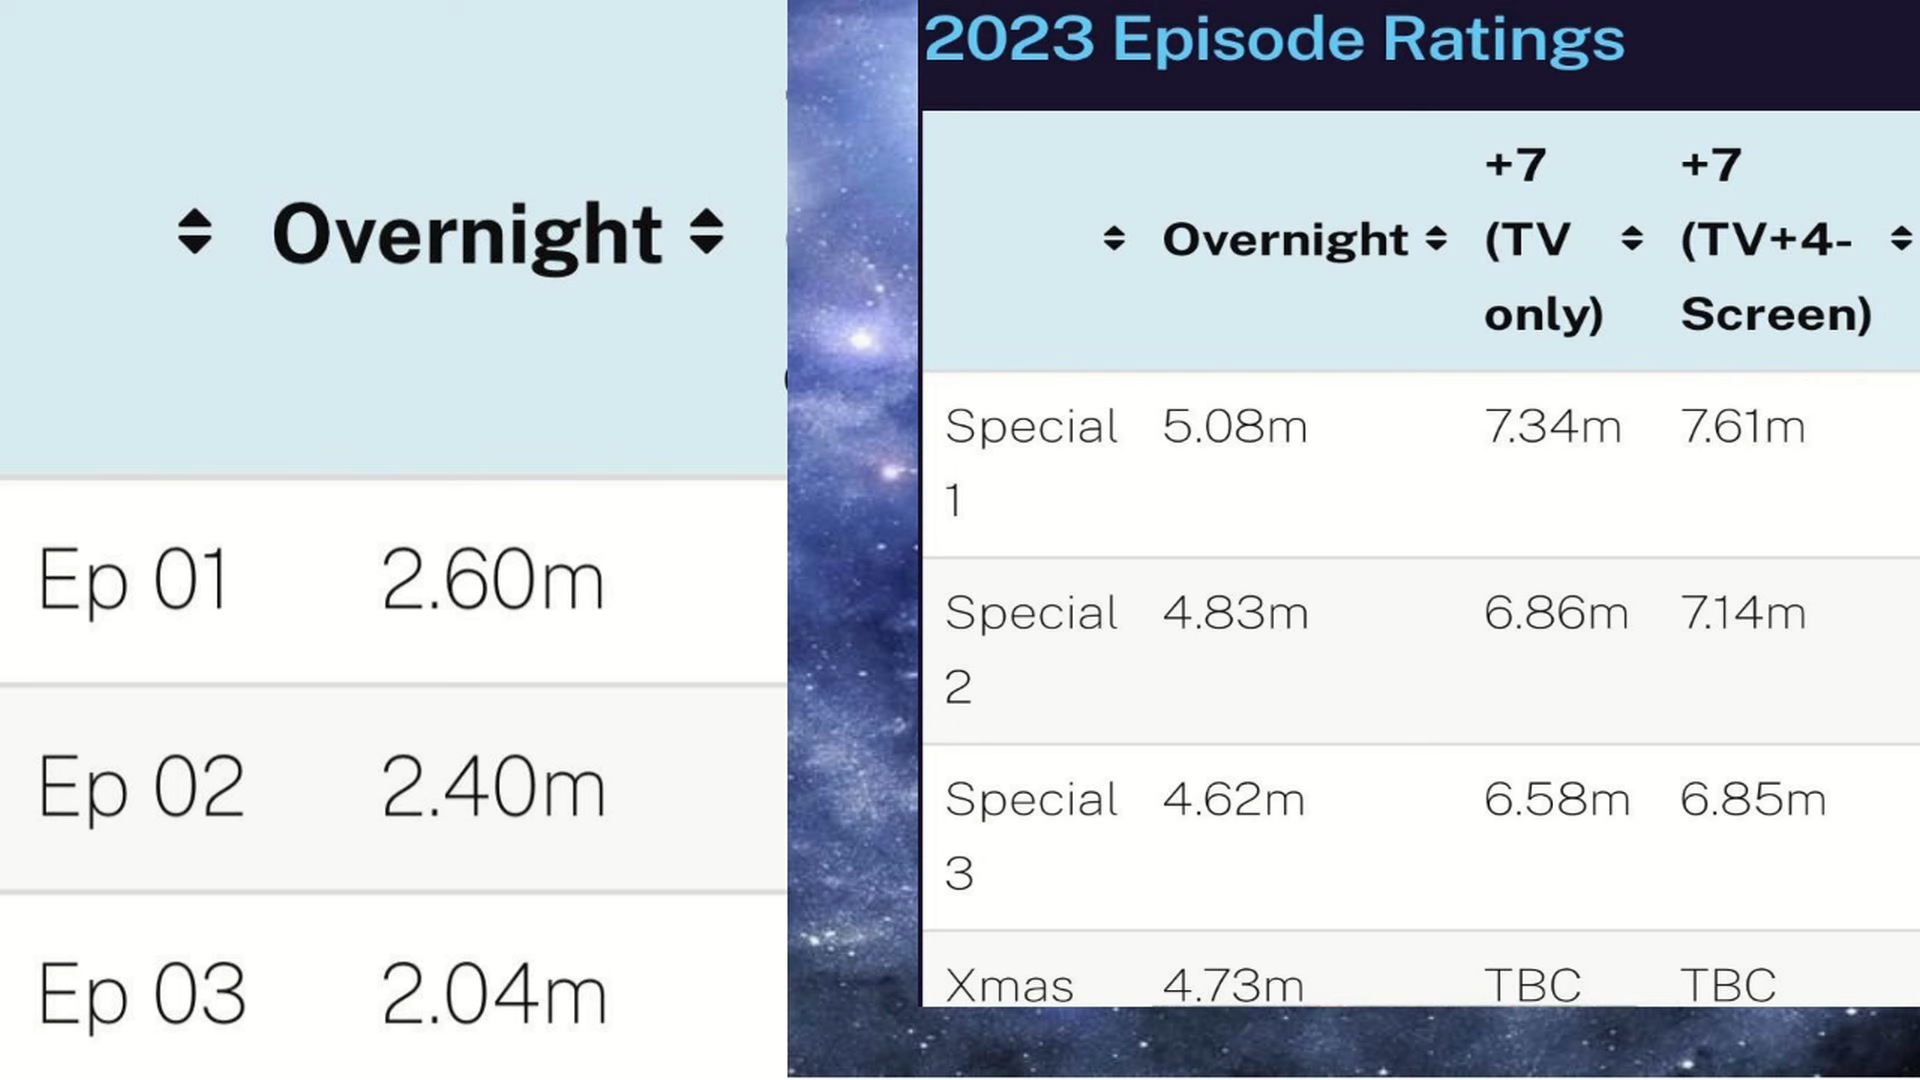 Overnight
Ep 01 2.60m
Ep 02 2.40m
Ep 03 2.04m
2023 Episode Ratings
Overnight +7 (TV only) +7 (TV+4-Screen)
Special 1 5.08m 7.34m 7.61m
Special 2 4.83m 6.86m 7.14m
Special 3 4.62m 6.58m 6.85m
Xmas 4.73m TBC TBC